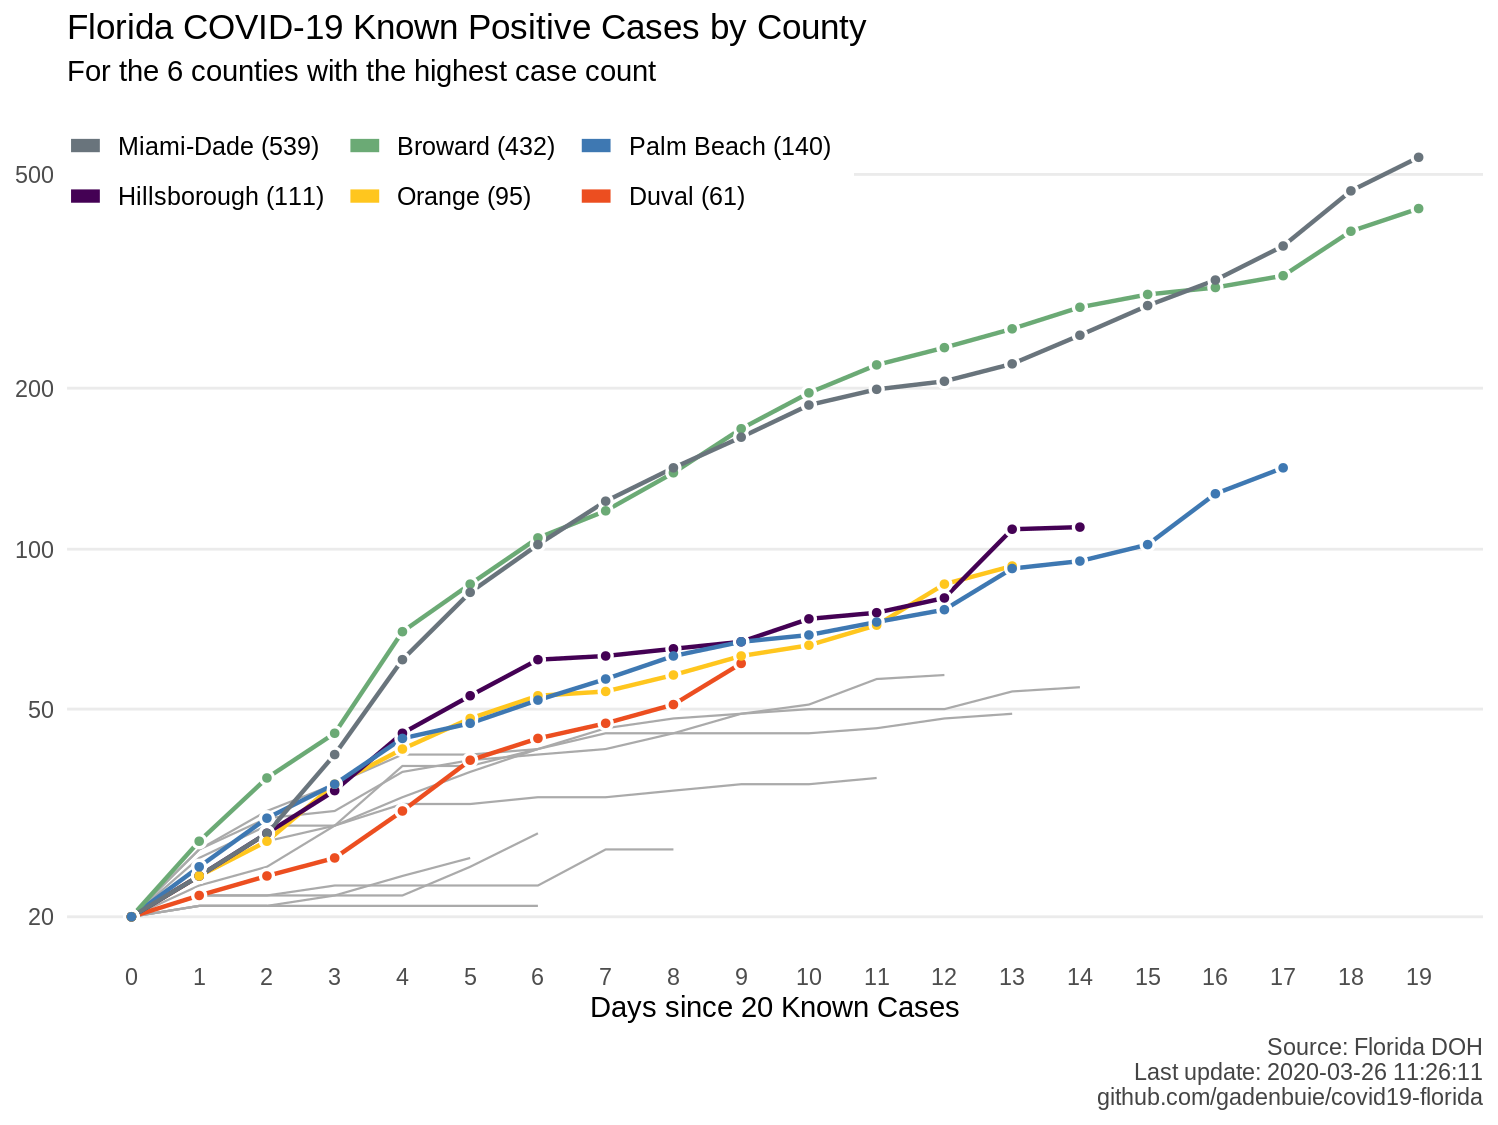 Florida COVID-19 Known Positive Cases by County
For the 6 counties with the highest case count
Miami-Dade (539) Broward (432) Palm Beach (140)
Hillsborough (111) Orange (95) Duval (61)
500
200
100
50
20
0 1 2 3 4 5 6 7 8 9 10 11 12 13 14 15 16 17 18 19
Days since 20 Known Cases
Source: Florida DOH
Last update: 2020-03-26 11:26:11
github.com/gadenbuie/covid19-florida